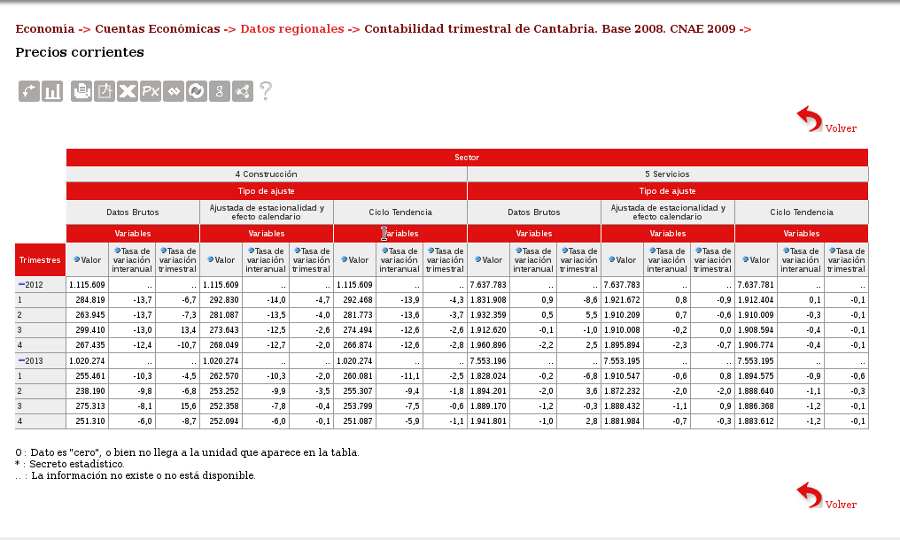 Economía -> Cuentas Económicas -> Datos regionales -> Contabilidad trimestral de Cantabria. Base 2008. CNAE 2009 ->
Precios corrientes
Px g ?
Volver
Sector
4 Construcción 5 Servicios
Tipo de ajuste Tipo de ajuste
Datos Brutos Ajustada de estacionalidad y efecto calendario Ciclo Tendencia Datos Brutos Ajustada de estacionalidad y efecto calendario Ciclo Tendencia
Variables Variables Variables Variables Variables Variables
Trimestres Valor Tasa de variación interanual Tasa de variación trimestral Valor Tasa de variación interanual Tasa de variación trimestral Valor Tasa de variación interanual Tasa de variación trimestral Valor Tasa de variación interanual Tasa de variación trimestral Valor Tasa de variación interanual Tasa de variación trimestral Valor Tasa de variación interanual Tasa de variación trimestral
2012 1.115.609 .. .. 1.115.609 .. .. 1.115.609 .. .. 7.637.783 .. .. 7.637.783 .. .. 7.637.781 .. ..
1 284.819 -13,7 -6,7 292.830 -14,0 -4,7 292.468 -13,9 -4,3 1.831.908 0,9 -8,6 1.921.672 0,8 -0,9 1.912.404 0,1 -0,1
2 263.945 -13,7 -7,3 281.087 -13,5 -4,0 281.773 -13,6 -3,7 1.932.359 0,5 5,5 1.910.209 0,7 -0,6 1.910.009 -0,3 -0,1
3 299.410 -13,0 13,4 273.643 -12,5 -2,6 274.494 -12,6 -2,6 1.912.620 -0,1 -1,0 1.910.008 -0,2 0,0 1.908.594 -0,4 -0,1
4 267.435 -12,4 -10,7 268.049 -12,7 -2,0 266.874 -12,6 -2,8 1.960.896 -2,2 2,5 1.895.894 -2,3 -0,7 1.906.774 -0,4 -0,1
2013 1.020.274 .. .. 1.020.274 .. .. 1.020.274 .. .. 7.553.196 .. .. 7.553.195 .. .. 7.553.195 .. ..
1 255.461 -10,3 -4,5 262.570 -10,3 -2,0 260.081 -11,1 -2,5 1.828.024 -0,2 -6,8 1.910.547 -0,6 0,8 1.894.575 -0,9 -0,6
2 238.190 -9,8 -6,8 253.252 -9,9 -3,5 255.307 -9,4 -1,8 1.894.201 -2,0 3,6 1.872.232 -2,0 -2,0 1.888.640 -1,1 -0,3
3 275.313 -8,1 15,6 252.358 -7,8 -0,4 253.799 -7,5 -0,6 1.889.170 -1,2 -0,3 1.888.432 -1,1 0,9 1.886.368 -1,2 -0,1
4 251.310 -6,0 -8,7 252.094 -6,0 -0,1 251.087 -5,9 -1,1 1.941.801 -1,0 2,8 1.881.984 -0,7 -0,3 1.883.612 -1,2 -0,1
0 : Dato es "cero", o bien no llega a la unidad que aparece en la tabla.
* : Secreto estadístico.
.. : La información no existe o no está disponible.
Volver